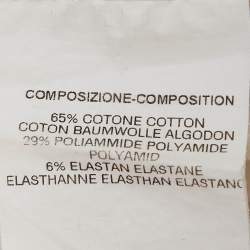 COMPOSIZIONE-COMPOSITION
65% COTONE COTTON
COTON BAUMWOLLE ALGODON
29% POLIAMMIDE POLYAMIDE
POLYAMID
6% ELASTAN ELASTANE
ELASTHANNE ELASTHAN ELASTANO